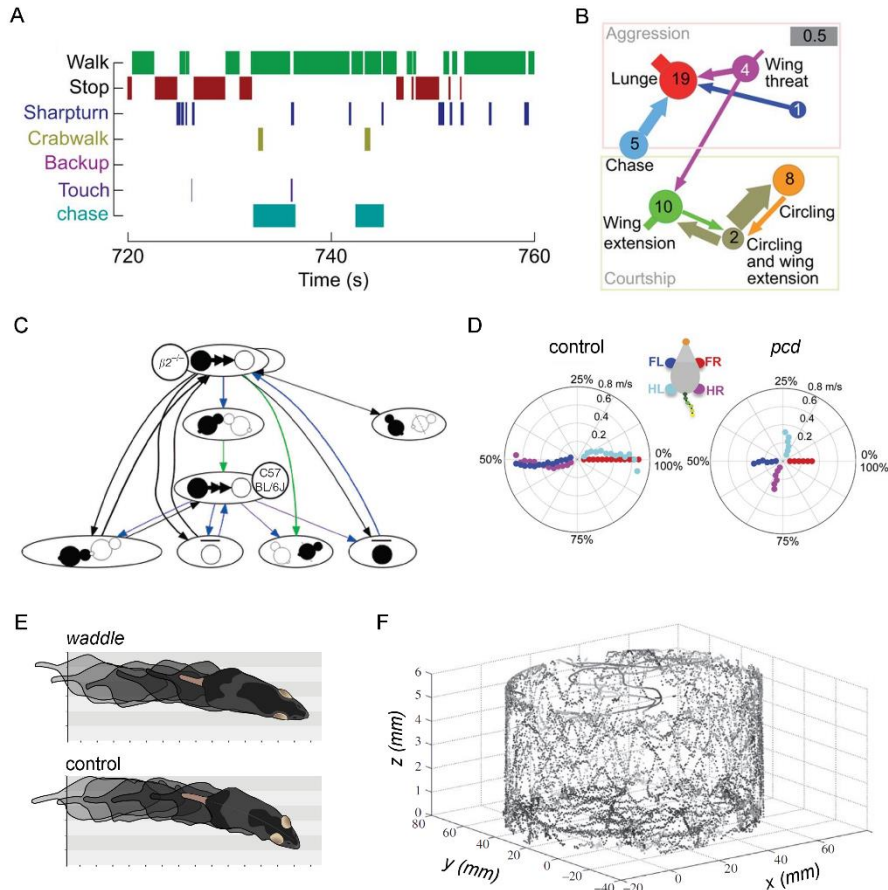 A
Walk
Stop
Sharpturn
Crabwalk
Backup
Touch
chase
720
740
760
Time (s)
B
Aggression
0.5
Lunge
19
4
Wing
threat
1
5
Chase
8
10
Circling
Wing
extension
2
Circling
and wing
extension
Courtship
C
β2⁻/⁻
C57
BL/6J
D
control
pcd
FL
FR
HL
HR
25%
0.8 m/s
0.6
0.4
0.2
50%
0%
100%
75%
25%
0.8 m/s
0.6
0.4
0.2
50%
0%
100%
75%
E
waddle
control
F
6
5
4
3
2
1
0
z (mm)
80
60
40
20
0
−20
−40
y (mm)
−20
0
20
40
60
x (mm)